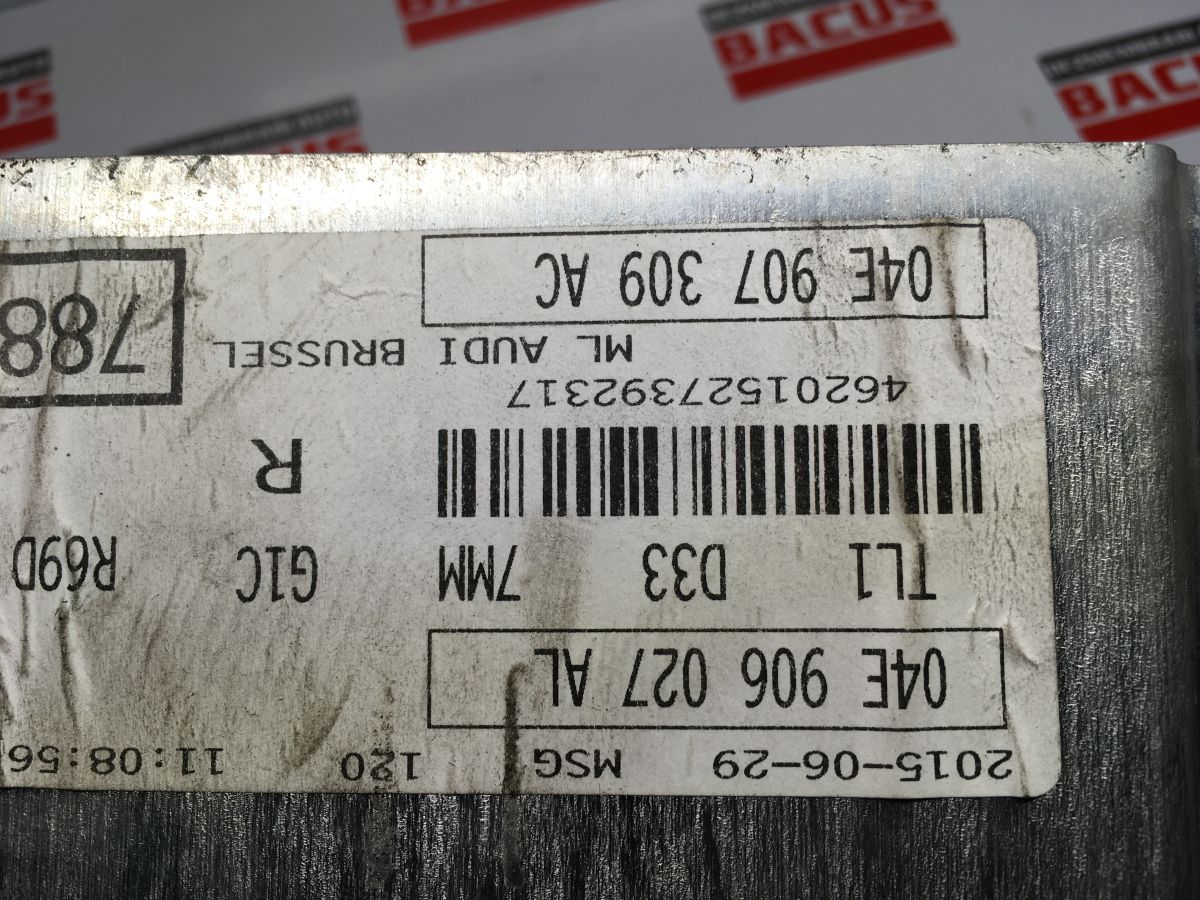 BACUS
BACUS
BACUS
2015-06-29 MSG 120 11:08:56
04E 906 027 AL
TL1 D33 7MM G1C R69D
R
46201527392317
ML AUDI BRUSSEL
788
04E 907 309 AC